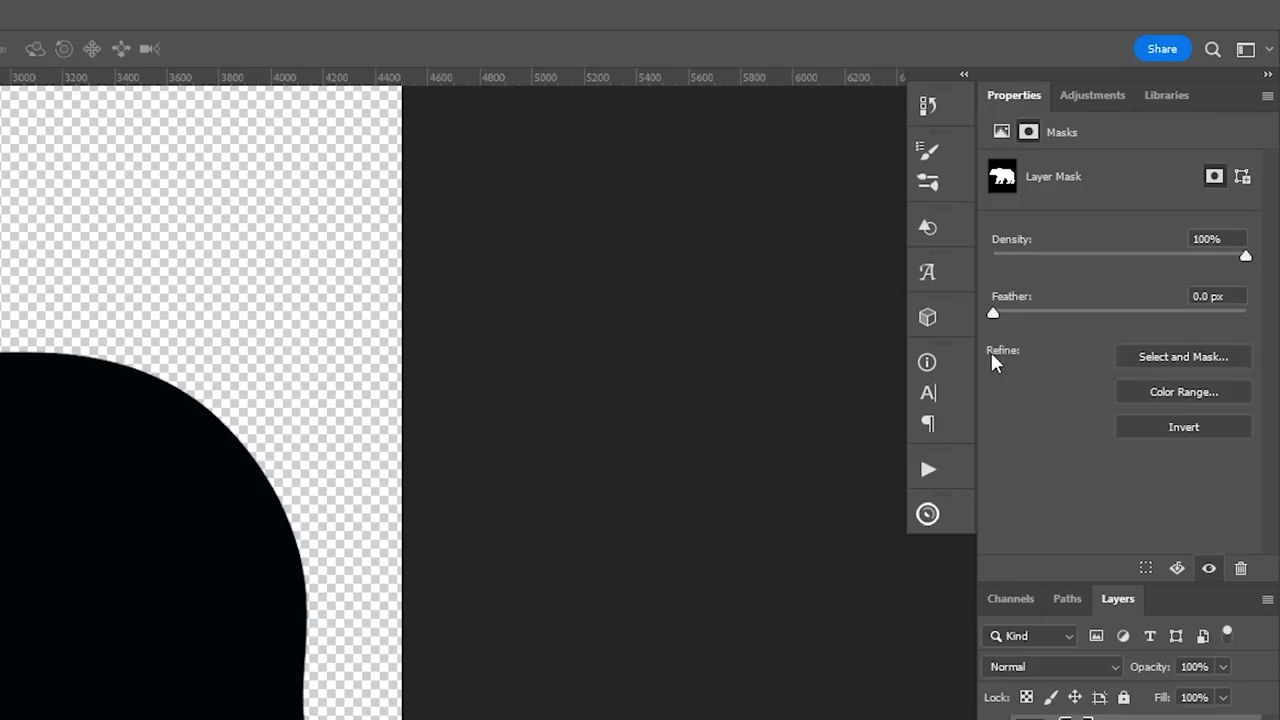 e:
Share
3000 3200 3400 3600 3800 4000 4200 4400 4600 4800 5000 5200 5400 5600 5800 6000 6200 6
Properties Adjustments Libraries
Masks
Layer Mask
Density: 100%
Feather: 0.0 px
Refine: Select and Mask...
Color Range...
Invert
Channels Paths Layers
Kind
Normal Opacity: 100%
Lock: Fill: 100%